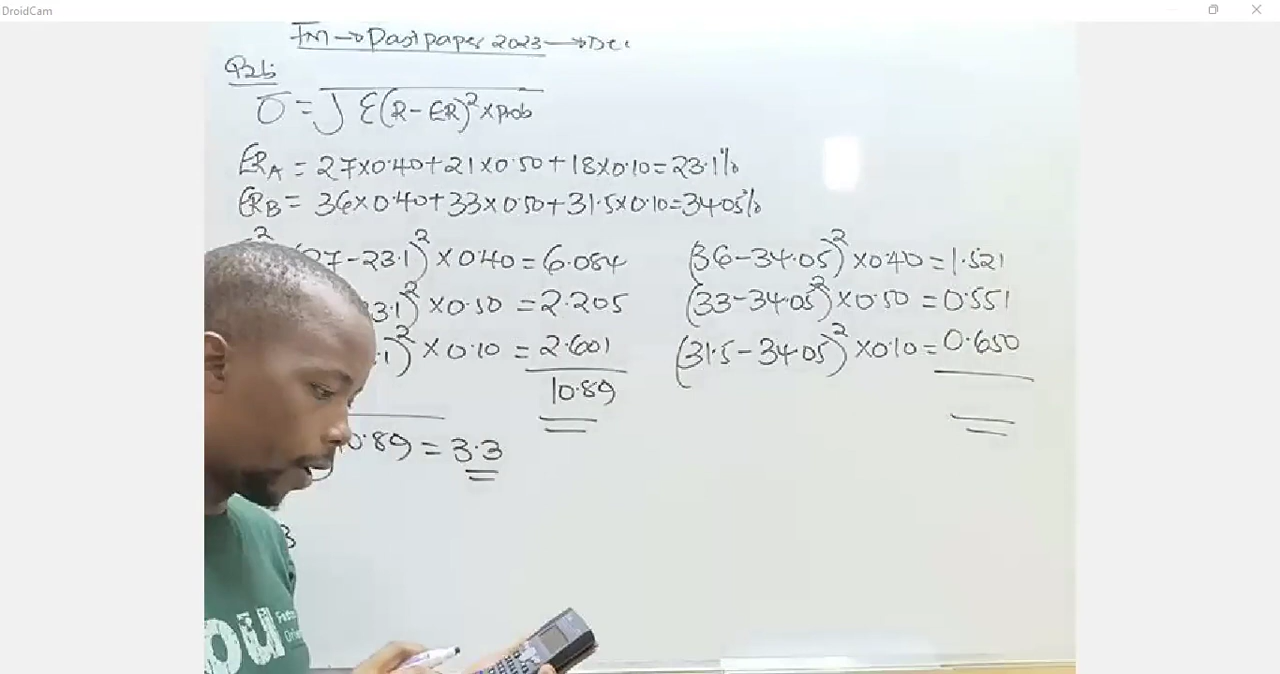 DroidCam
FM → Past paper 2023 → Dec
Q2b
σ = √Σ(R - ER)² × Prob
ERA = 27×0.40+21×0.50+18×0.10=23.1%
ERB = 36×0.40+33×0.50+31.5×0.10=34.05%
27-23.1)² ×0.40=6.084
(36-34.05)² ×0.40=1.521
3.1)² ×0.50 =2.205
(33-34.05)² ×0.50 =0.551
.1)² ×0.10 = 2.601
(31.5-34.05)² ×0.10=0.650
10.89
0.89 = 3.3